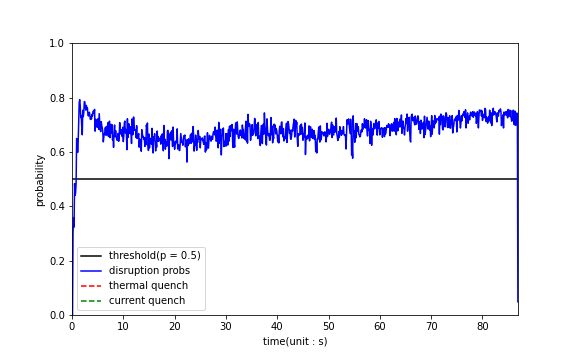 1.0
0.8
0.6
0.4
0.2
0.0
probability
threshold(p = 0.5)
disruption probs
thermal quench
current quench
0 10 20 30 40 50 60 70 80
time(unit : s)